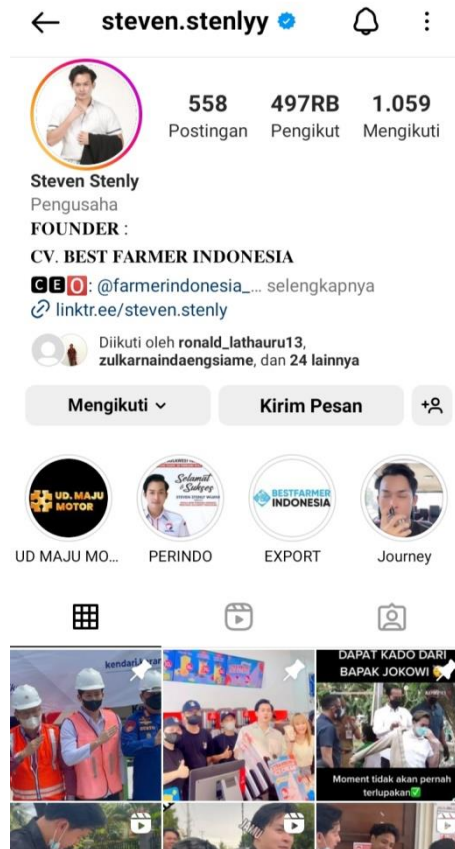 steven.stenlyy
558
497RB
1.059
Postingan
Pengikut
Mengikuti
Steven Stenly
Pengusaha
FOUNDER :
CV. BEST FARMER INDONESIA
CEO: @farmerindonesia_... selengkapnya
linktr.ee/steven.stenly
Diikuti oleh ronald_lathauru13,
zulkarnaindaengsiame, dan 24 lainnya
Mengikuti
Kirim Pesan
UD. MAJU
MOTOR
Selamat
Sukses
BESTFARMER
INDONESIA
UD MAJU MO...
PERINDO
EXPORT
Journey
DAPAT KADO DARI
BAPAK JOKOWI
Moment tidak akan pernah
terlupakan